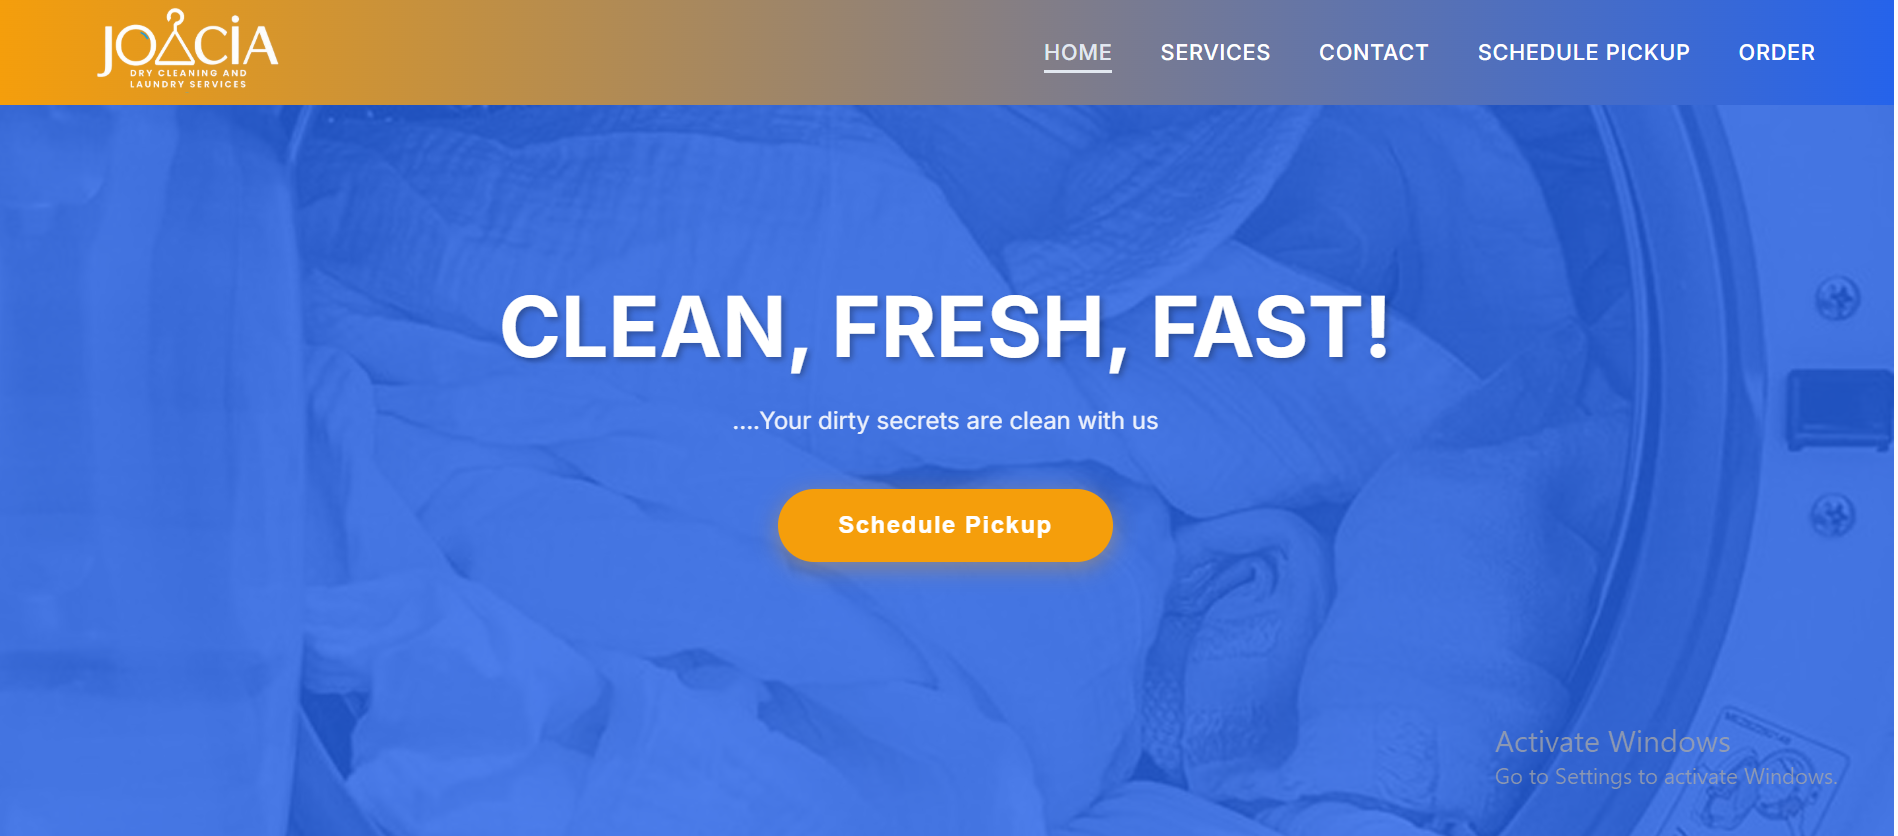 JOACIA
DRY CLEANING AND
LAUNDRY SERVICES
HOME SERVICES CONTACT SCHEDULE PICKUP ORDER
CLEAN, FRESH, FAST!
....Your dirty secrets are clean with us
Schedule Pickup
Activate Windows
Go to Settings to activate Windows.